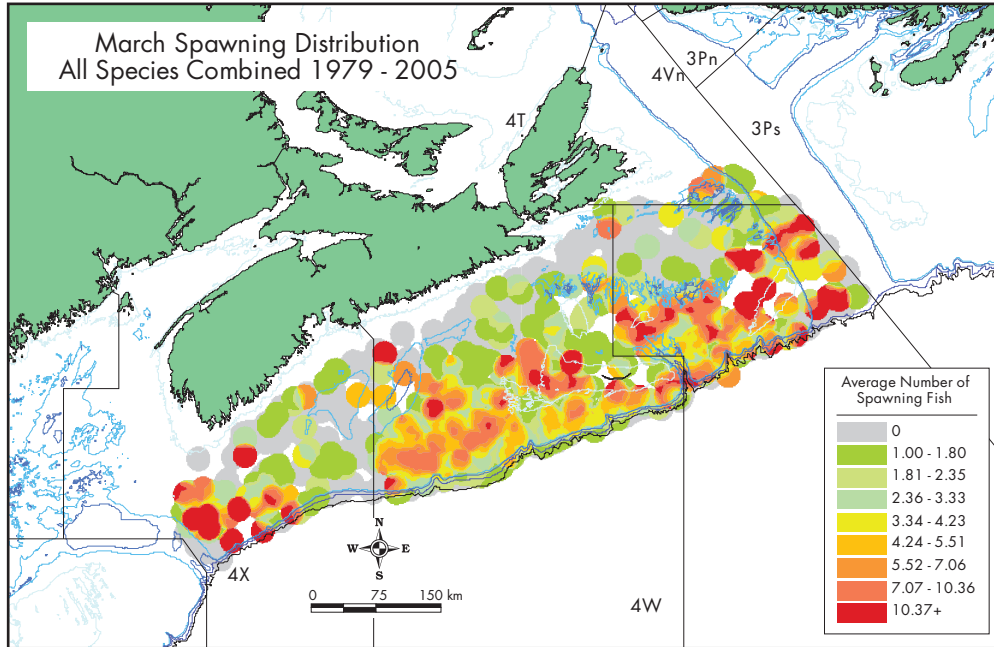 March Spawning Distribution
All Species Combined 1979 - 2005
4T
4Vn
3Pn
3Ps
4X
4W
N
W E
S
0 75 150 km
Average Number of
Spawning Fish
0
1.00 - 1.80
1.81 - 2.35
2.36 - 3.33
3.34 - 4.23
4.24 - 5.51
5.52 - 7.06
7.07 - 10.36
10.37+